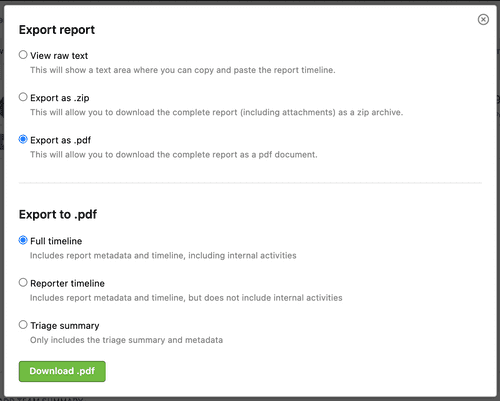 Export report
View raw text
This will show a text area where you can copy and paste the report timeline.
Export as .zip
This will allow you to download the complete report (including attachments) as a zip archive.
Export as .pdf
This will allow you to download the complete report as a pdf document.
Export to .pdf
Full timeline
Includes report metadata and timeline, including internal activities
Reporter timeline
Includes report metadata and timeline, but does not include internal activities
Triage summary
Only includes the triage summary and metadata
Download .pdf